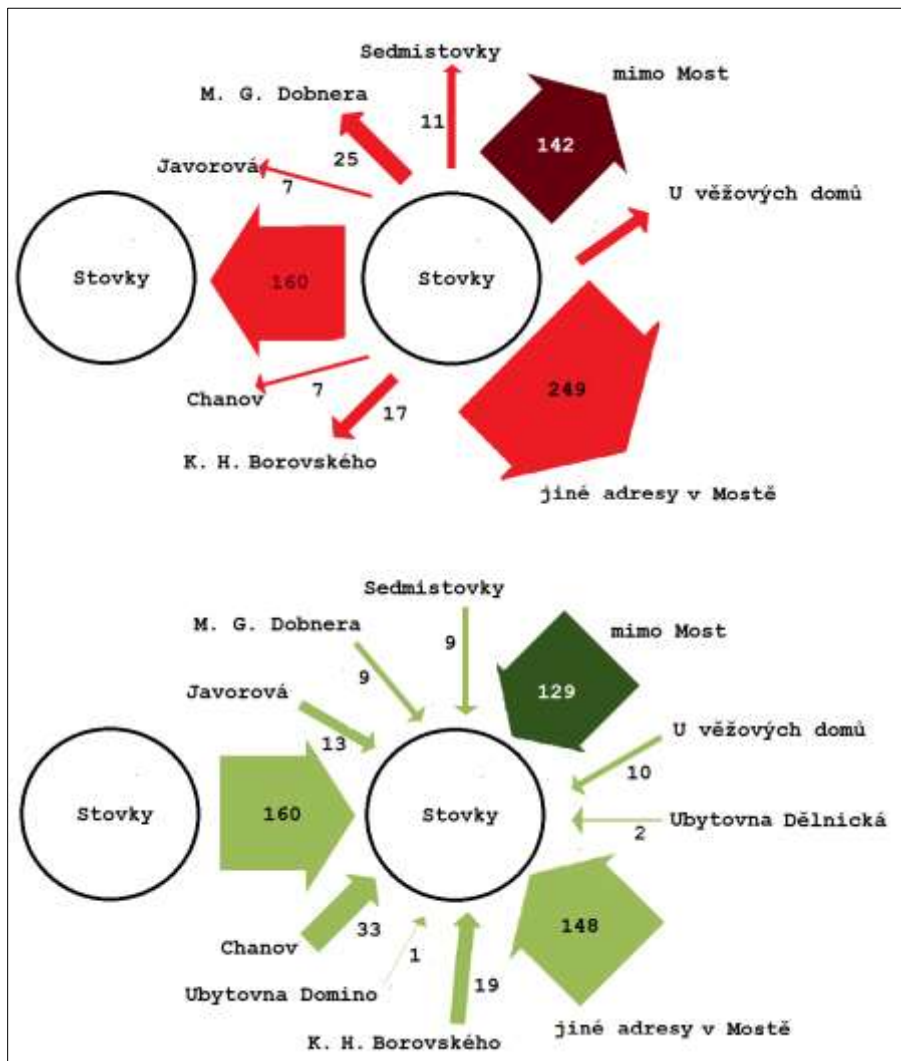 Sedmistovky
mimo Most
M. G. Dobnera
11
142
25
Javorová
7
U věžových domů
Stovky
160
Stovky
249
Chanov
7
17
K. H. Borovského
jiné adresy v Mostě
Sedmistovky
M. G. Dobnera
mimo Most
9
9
129
Javorová
13
U věžových domů
10
Stovky
160
Stovky
Ubytovna Dělnická
2
148
33
Chanov
1
Ubytovna Domino
19
jiné adresy v Mostě
K. H. Borovského